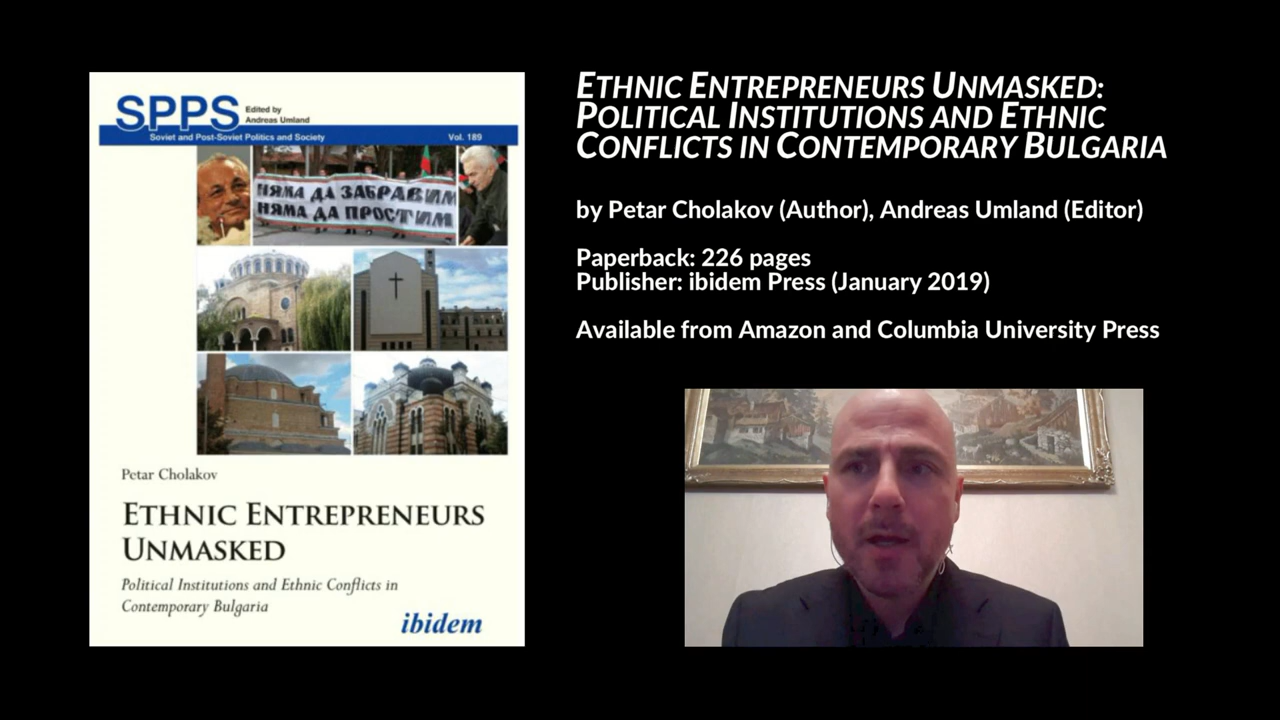 SPPS
Edited by
Andreas Umland
Soviet and Post-Soviet Politics and Society
Vol. 189
НЯМА ДА ЗАБРАВИМ
НЯМА ДА ПРОСТИМ
Petar Cholakov
ETHNIC ENTREPRENEURS
UNMASKED
Political Institutions and Ethnic Conflicts in
Contemporary Bulgaria
ibidem
ETHNIC ENTREPRENEURS UNMASKED:
POLITICAL INSTITUTIONS AND ETHNIC
CONFLICTS IN CONTEMPORARY BULGARIA
by Petar Cholakov (Author), Andreas Umland (Editor)
Paperback: 226 pages
Publisher: ibidem Press (January 2019)
Available from Amazon and Columbia University Press